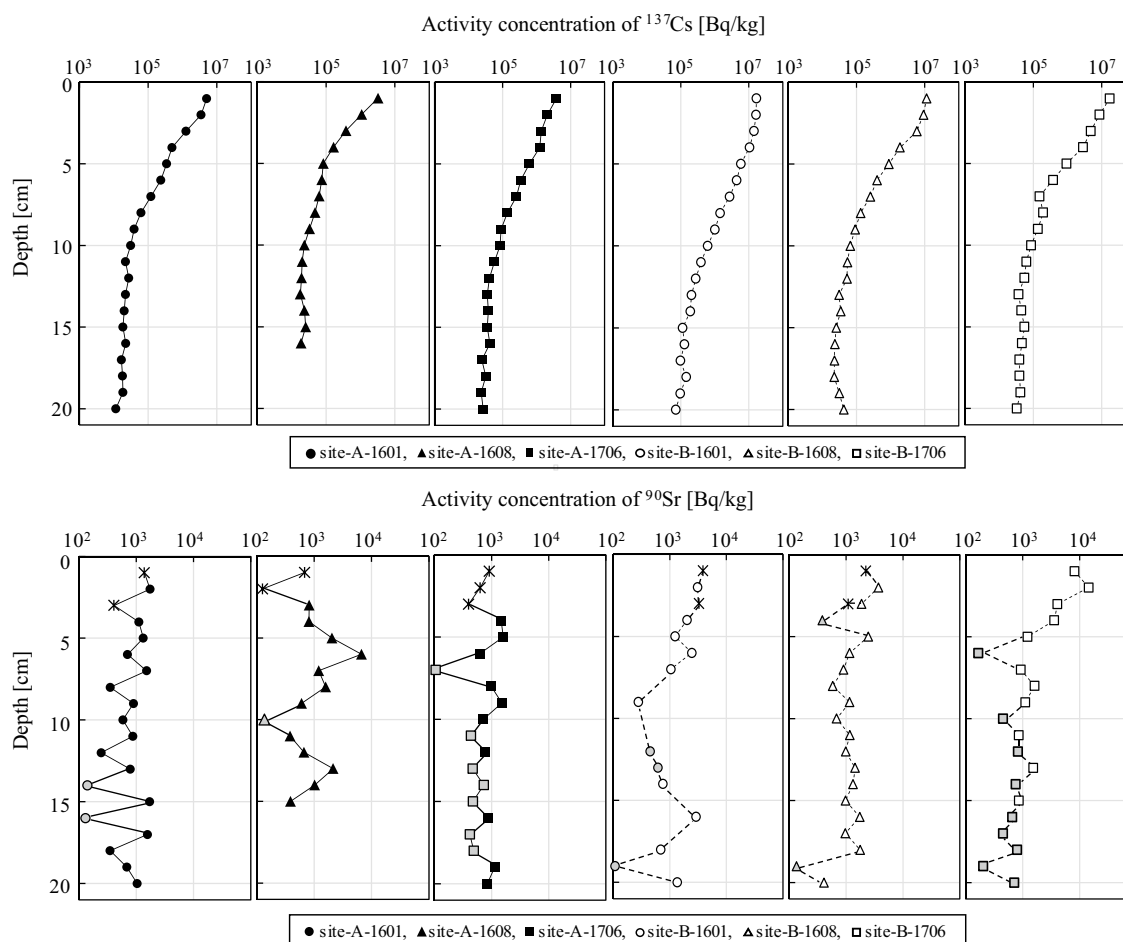 Activity concentration of ¹³⁷Cs [Bq/kg]
10³ 10⁵ 10⁷ 10³ 10⁵ 10⁷ 10³ 10⁵ 10⁷ 10³ 10⁵ 10⁷ 10³ 10⁵ 10⁷ 10³ 10⁵ 10⁷
0
5
10
15
20
Depth [cm]
site-A-1601, site-A-1608, site-A-1706, site-B-1601, site-B-1608, site-B-1706
Activity concentration of ⁹⁰Sr [Bq/kg]
10² 10³ 10⁴ 10² 10³ 10⁴ 10² 10³ 10⁴ 10² 10³ 10⁴ 10² 10³ 10⁴ 10² 10³ 10⁴
0
5
10
15
20
Depth [cm]
site-A-1601, site-A-1608, site-A-1706, site-B-1601, site-B-1608, site-B-1706